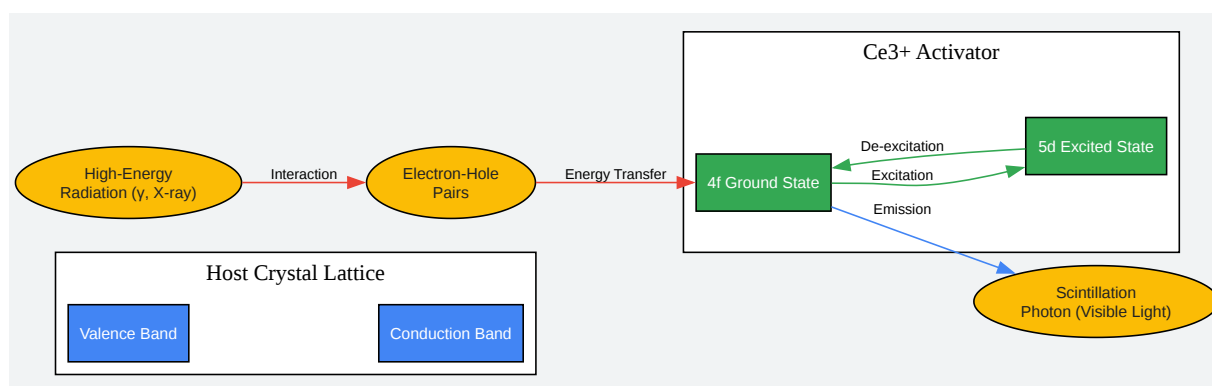 Ce3+ Activator
High-Energy
Radiation (γ, X-ray)
Interaction
Electron-Hole
Pairs
Energy Transfer
4f Ground State
De-excitation
Excitation
5d Excited State
Emission
Scintillation
Photon (Visible Light)
Host Crystal Lattice
Valence Band
Conduction Band